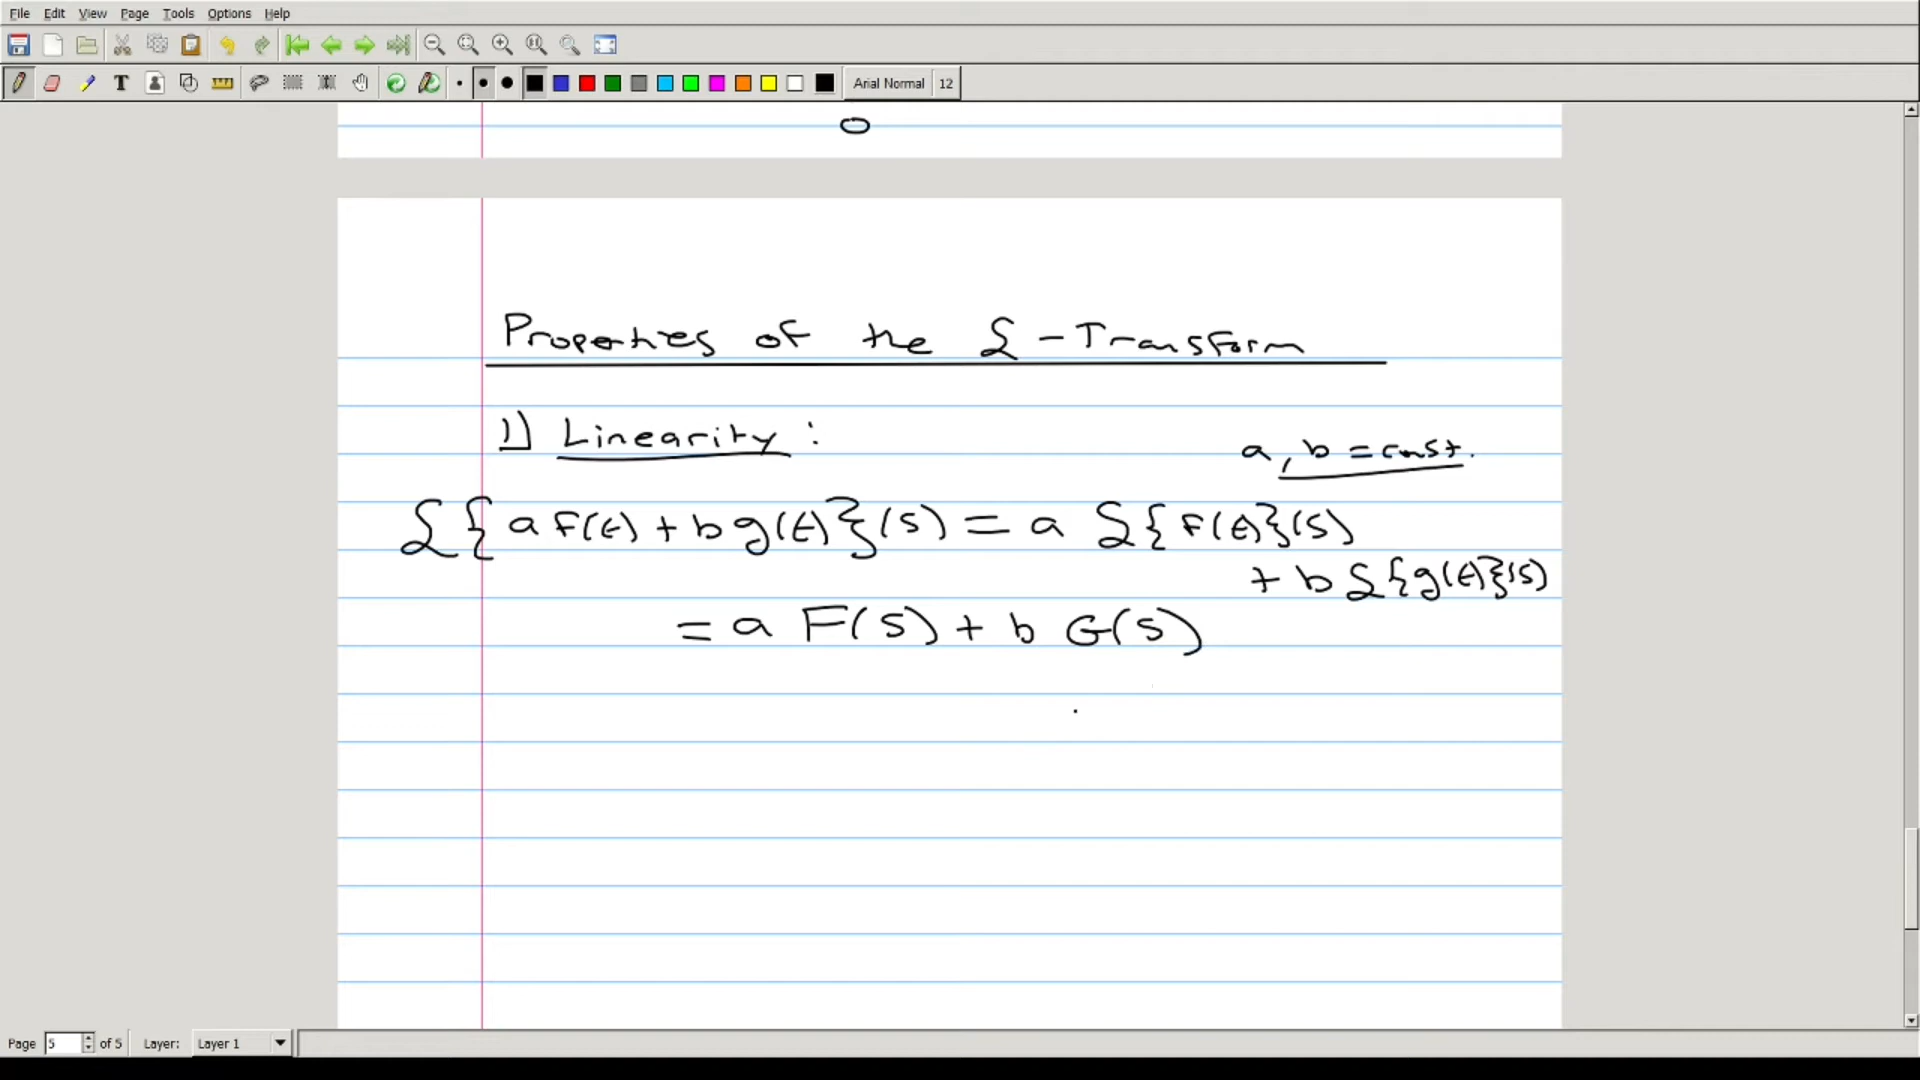 File Edit View Page Tools Options Help
T Arial Normal 12
0
Properties of the ℒ-Transform
1) Linearity :
a, b = const.
ℒ{a f(t) + b g(t)}(s) = a ℒ{f(t)}(s)
+ b ℒ{g(t)}(s)
= a F(s) + b G(s)
Page 5 of 5 Layer: Layer 1